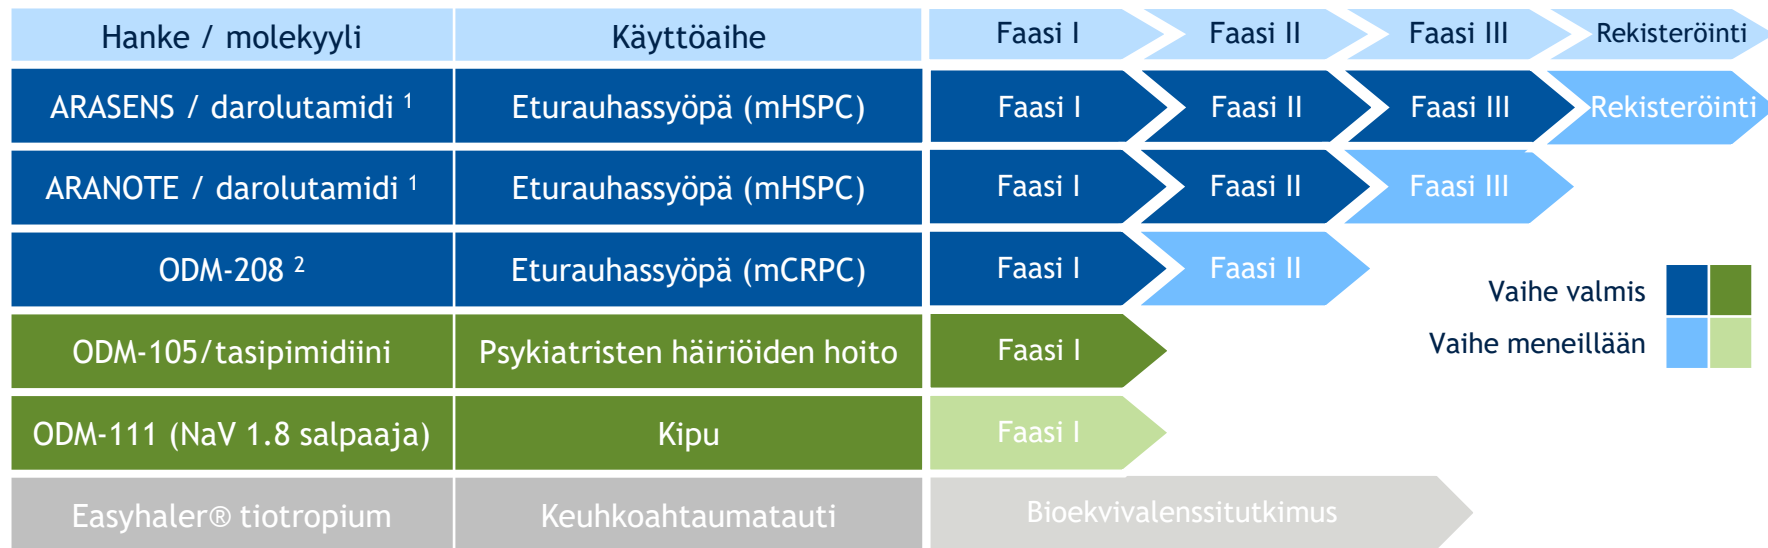 Hanke / molekyyli Käyttöaihe Faasi I Faasi II Faasi III Rekisteröinti
ARASENS / darolutamidi ¹ Eturauhassyöpä (mHSPC) Faasi I Faasi II Faasi III Rekisteröinti
ARANOTE / darolutamidi ¹ Eturauhassyöpä (mHSPC) Faasi I Faasi II Faasi III
ODM-208 ² Eturauhassyöpä (mCRPC) Faasi I Faasi II
Vaihe valmis
Vaihe meneillään
ODM-105/tasipimidiini Psykiatristen häiriöiden hoito Faasi I
ODM-111 (NaV 1.8 salpaaja) Kipu Faasi I
Easyhaler® tiotropium Keuhkoahtaumatauti Bioekvivalenssitutkimus